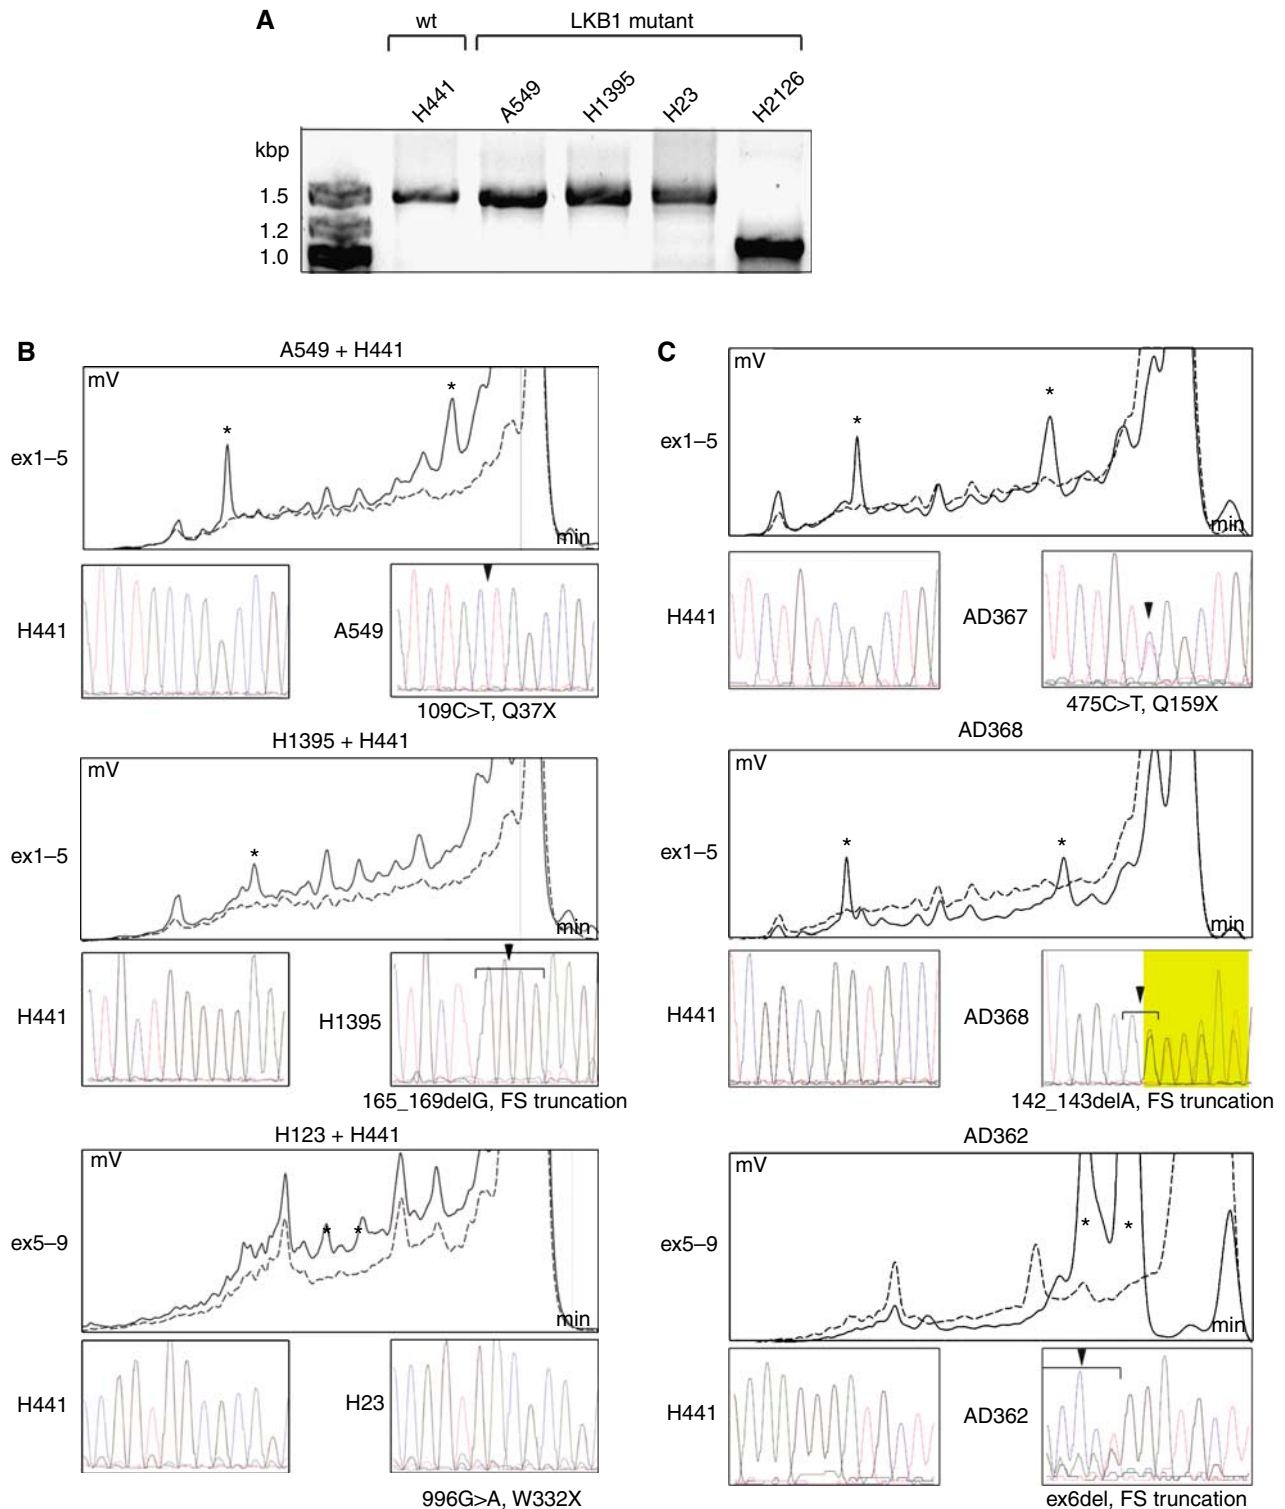 A
wt
LKB1 mutant
H441
A549
H1395
H23
H2126
kbp
1.5
1.2
1.0
B
A549 + H441
mV
*
*
ex1–5
min
H441
A549
109C>T, Q37X
H1395 + H441
mV
*
ex1–5
min
H441
H1395
165_169delG, FS truncation
H123 + H441
mV
*
*
ex5–9
min
H441
H23
996G>A, W332X
C
mV
*
*
ex1–5
min
H441
AD367
475C>T, Q159X
AD368
mV
*
*
ex1–5
min
H441
AD368
142_143delA, FS truncation
AD362
mV
*
*
ex5–9
min
H441
AD362
ex6del, FS truncation